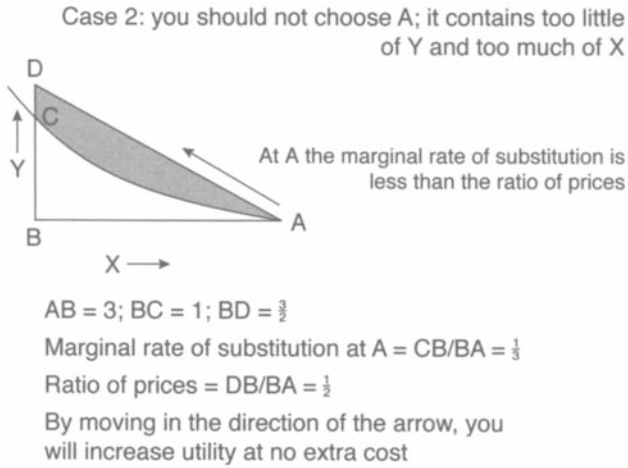 Case 2: you should not choose A; it contains too little
of Y and too much of X
D
C
Y
At A the marginal rate of substitution is
less than the ratio of prices
A
B
X
AB = 3; BC = 1; BD = 3/2
Marginal rate of substitution at A = CB/BA = 1/3
Ratio of prices = DB/BA = 1/2
By moving in the direction of the arrow, you
will increase utility at no extra cost